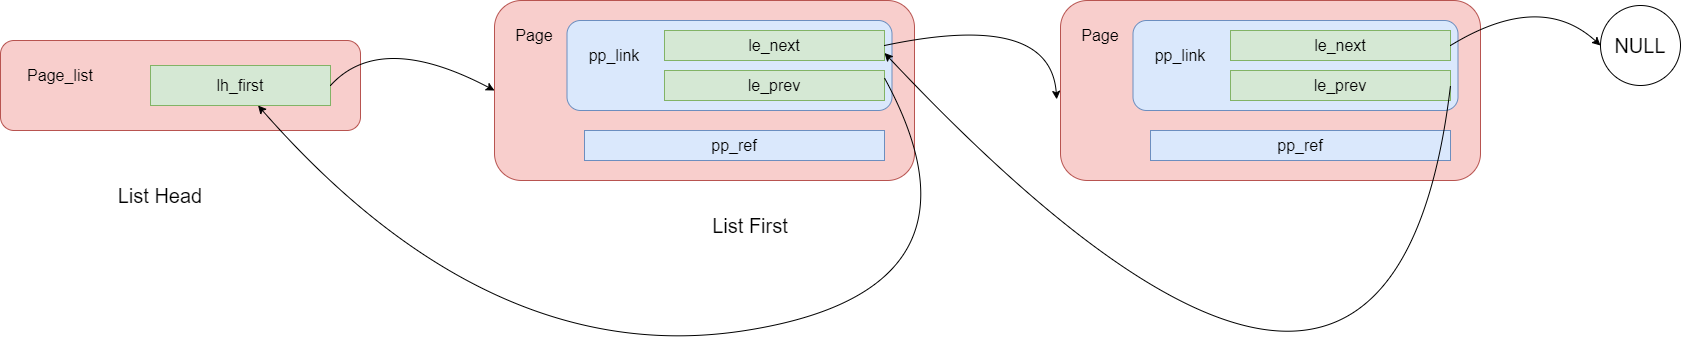 Page_list
lh_first
List Head
Page
pp_link
le_next
le_prev
pp_ref
List First
Page
pp_link
le_next
le_prev
pp_ref
NULL